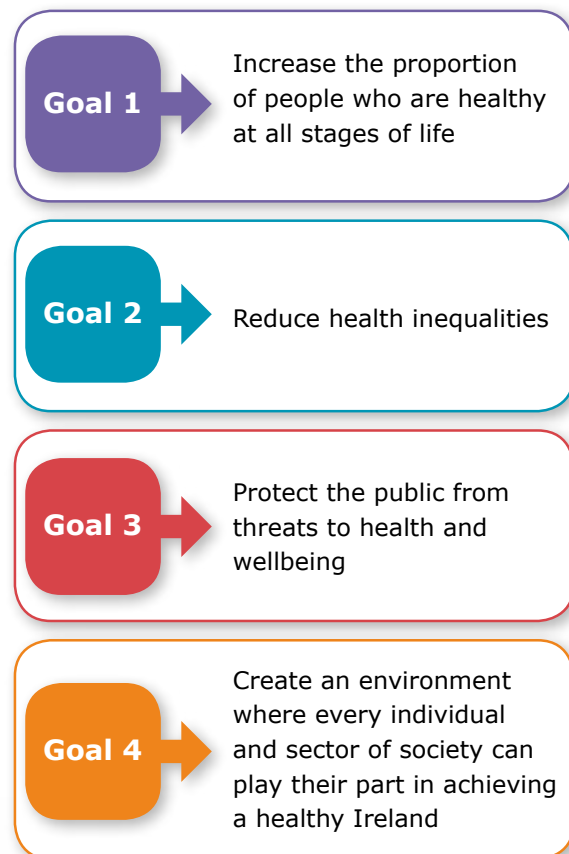 Goal 1
Increase the proportion
of people who are healthy
at all stages of life
Goal 2
Reduce health inequalities
Goal 3
Protect the public from
threats to health and
wellbeing
Goal 4
Create an environment
where every individual
and sector of society can
play their part in achieving
a healthy Ireland